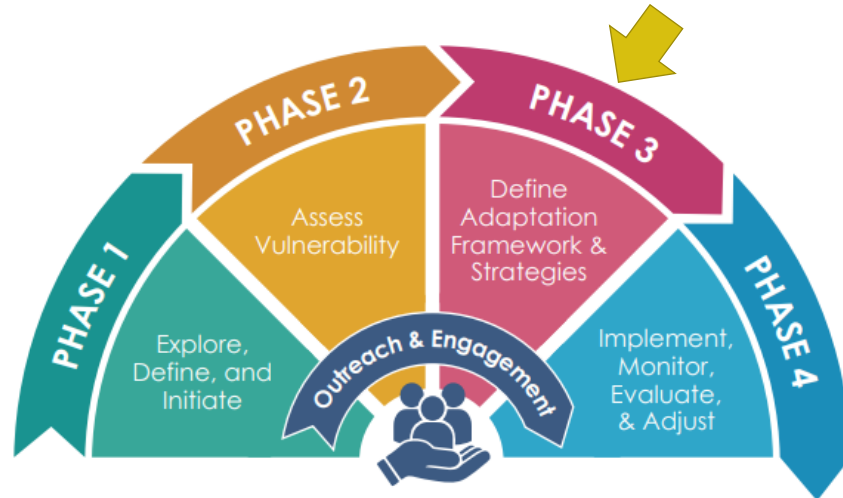 PHASE 1
Explore,
Define, and
Initiate
PHASE 2
Assess
Vulnerability
PHASE 3
Define
Adaptation
Framework &
Strategies
PHASE 4
Implement,
Monitor,
Evaluate,
& Adjust
Outreach & Engagement